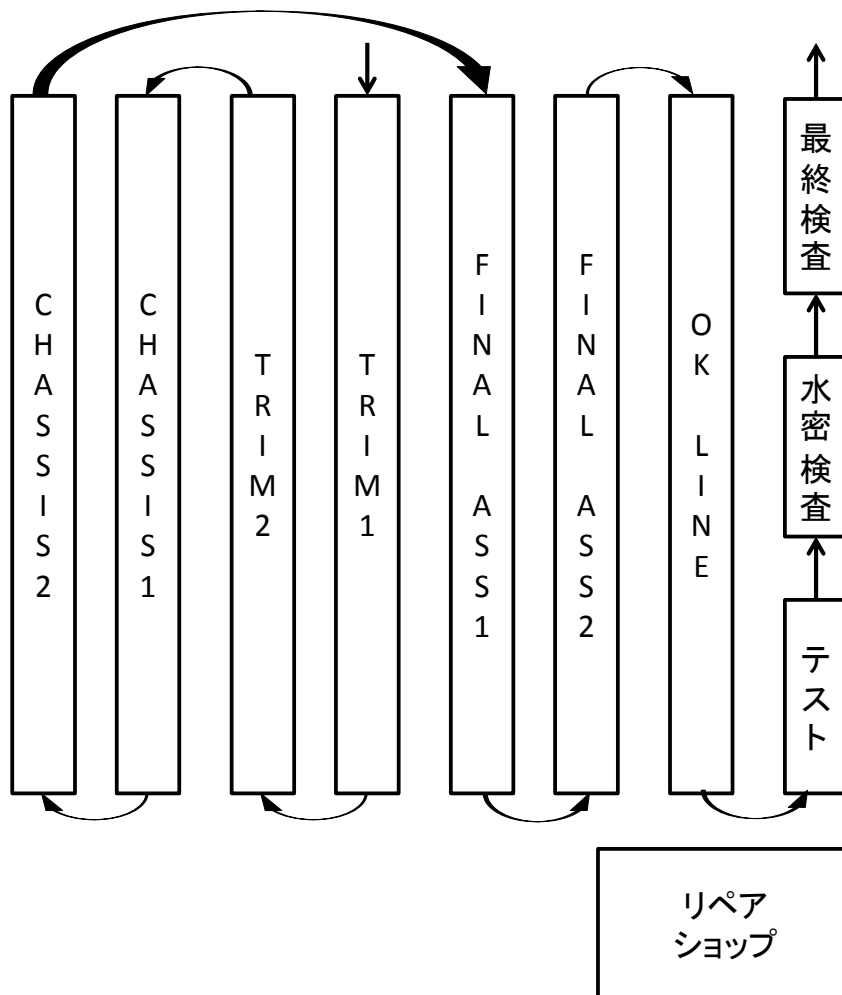 CHASSIS2
CHASSIS1
TRIM2
TRIM1
FINAL ASS1
FINAL ASS2
OK LINE
最終検査
水密検査
テスト
リペア
ショップ